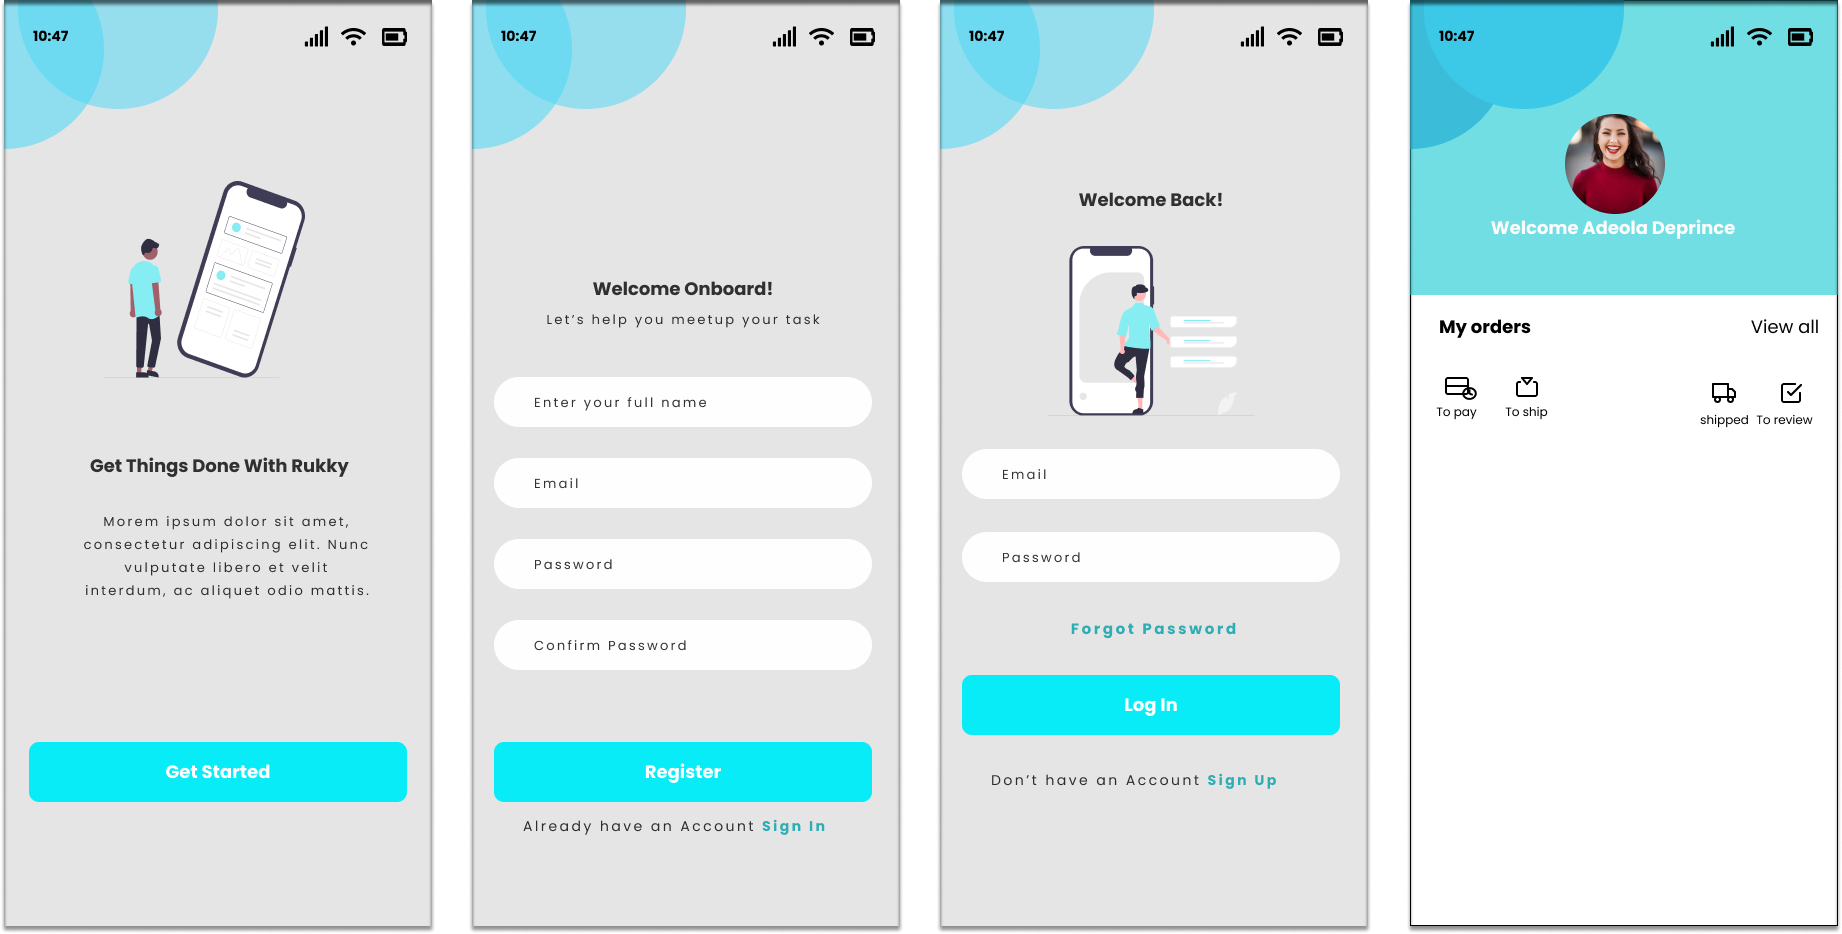 10:47
Get Things Done With Rukky
Morem ipsum dolor sit amet,
consectetur adipiscing elit. Nunc
vulputate libero et velit
interdum, ac aliquet odio mattis.
Get Started
10:47
Welcome Onboard!
Let's help you meetup your task
Enter your full name
Email
Password
Confirm Password
Register
Already have an Account Sign In
10:47
Welcome Back!
Email
Password
Forgot Password
Log In
Don't have an Account Sign Up
10:47
Welcome Adeola Deprince
My orders View all
To pay To ship shipped To review